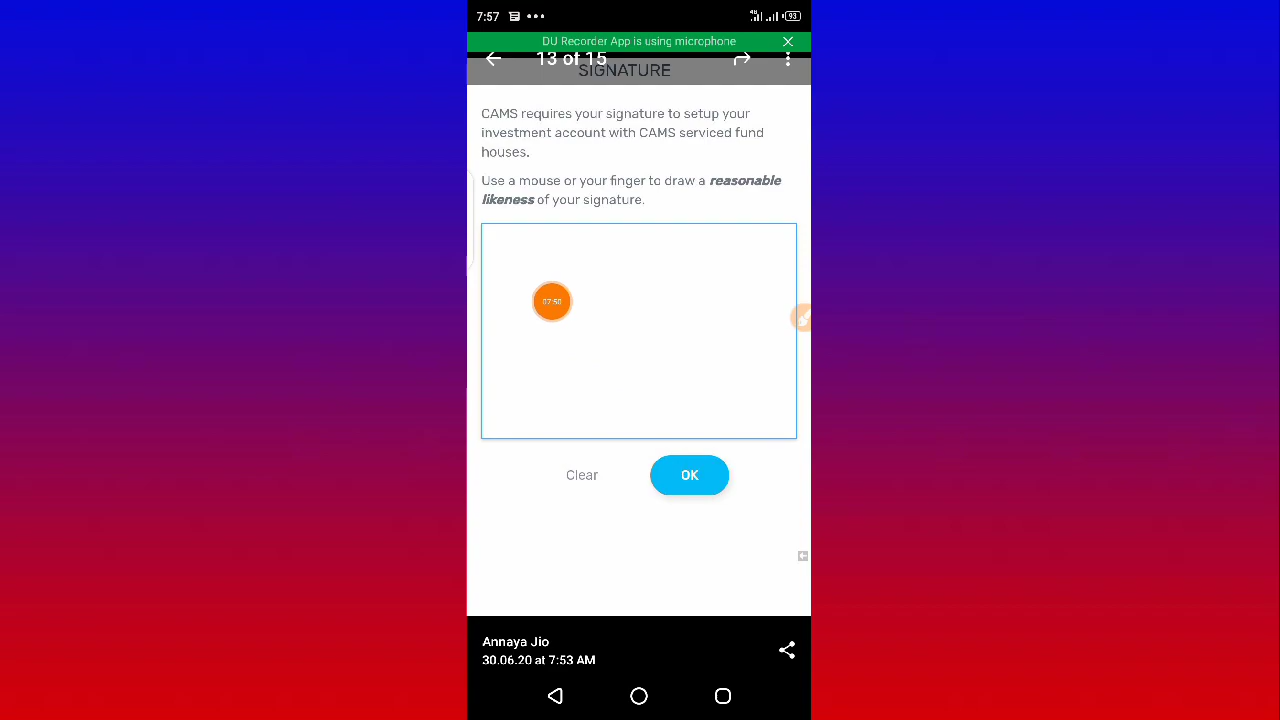 7:57
4G
93
DU Recorder App is using microphone
13 of 15
SIGNATURE
CAMS requires your signature to setup your
investment account with CAMS serviced fund
houses.
Use a mouse or your finger to draw a reasonable
likeness of your signature.
07:50
Clear
OK
Annaya Jio
30.06.20 at 7:53 AM